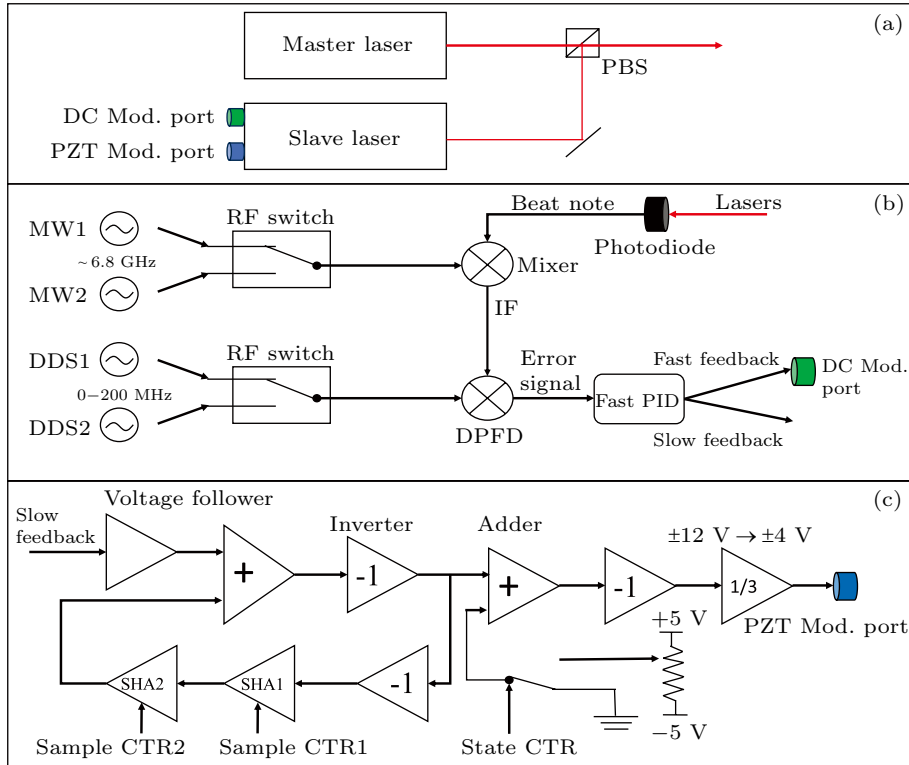 (a)
Master laser
PBS
DC Mod. port
PZT Mod. port
Slave laser
(b)
MW1
~6.8 GHz
MW2
RF switch
Beat note
Lasers
Photodiode
Mixer
IF
DDS1
0−200 MHz
DDS2
RF switch
DPFD
Error
signal
Fast PID
Fast feedback
Slow feedback
DC Mod.
port
(c)
Slow
feedback
Voltage follower
+
Inverter
-1
Adder
+
-1
±12 V → ±4 V
1/3
PZT Mod. port
SHA2
SHA1
-1
+5 V
−5 V
Sample CTR2
Sample CTR1
State CTR